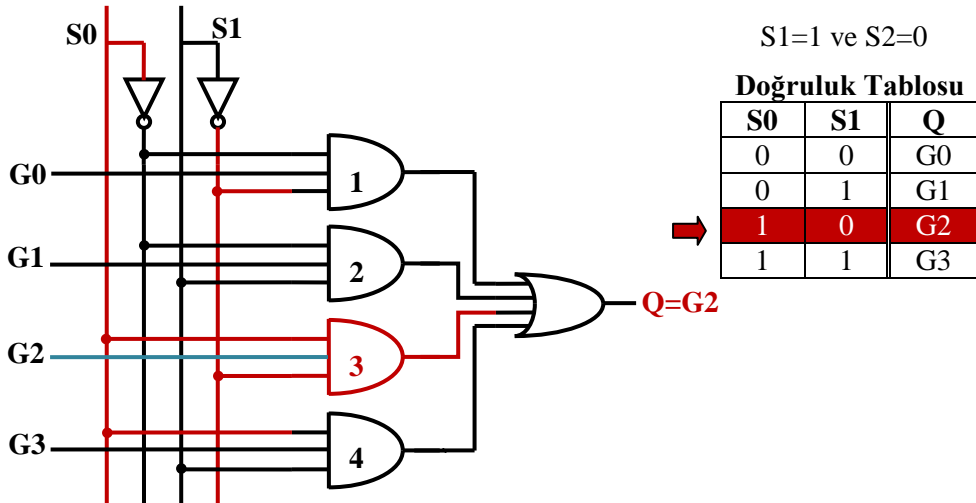 S0
S1
G0
1
G1
2
G2
3
G3
4
Q=G2
S1=1 ve S2=0
Doğruluk Tablosu
S0 S1 Q
0 0 G0
0 1 G1
1 0 G2
1 1 G3